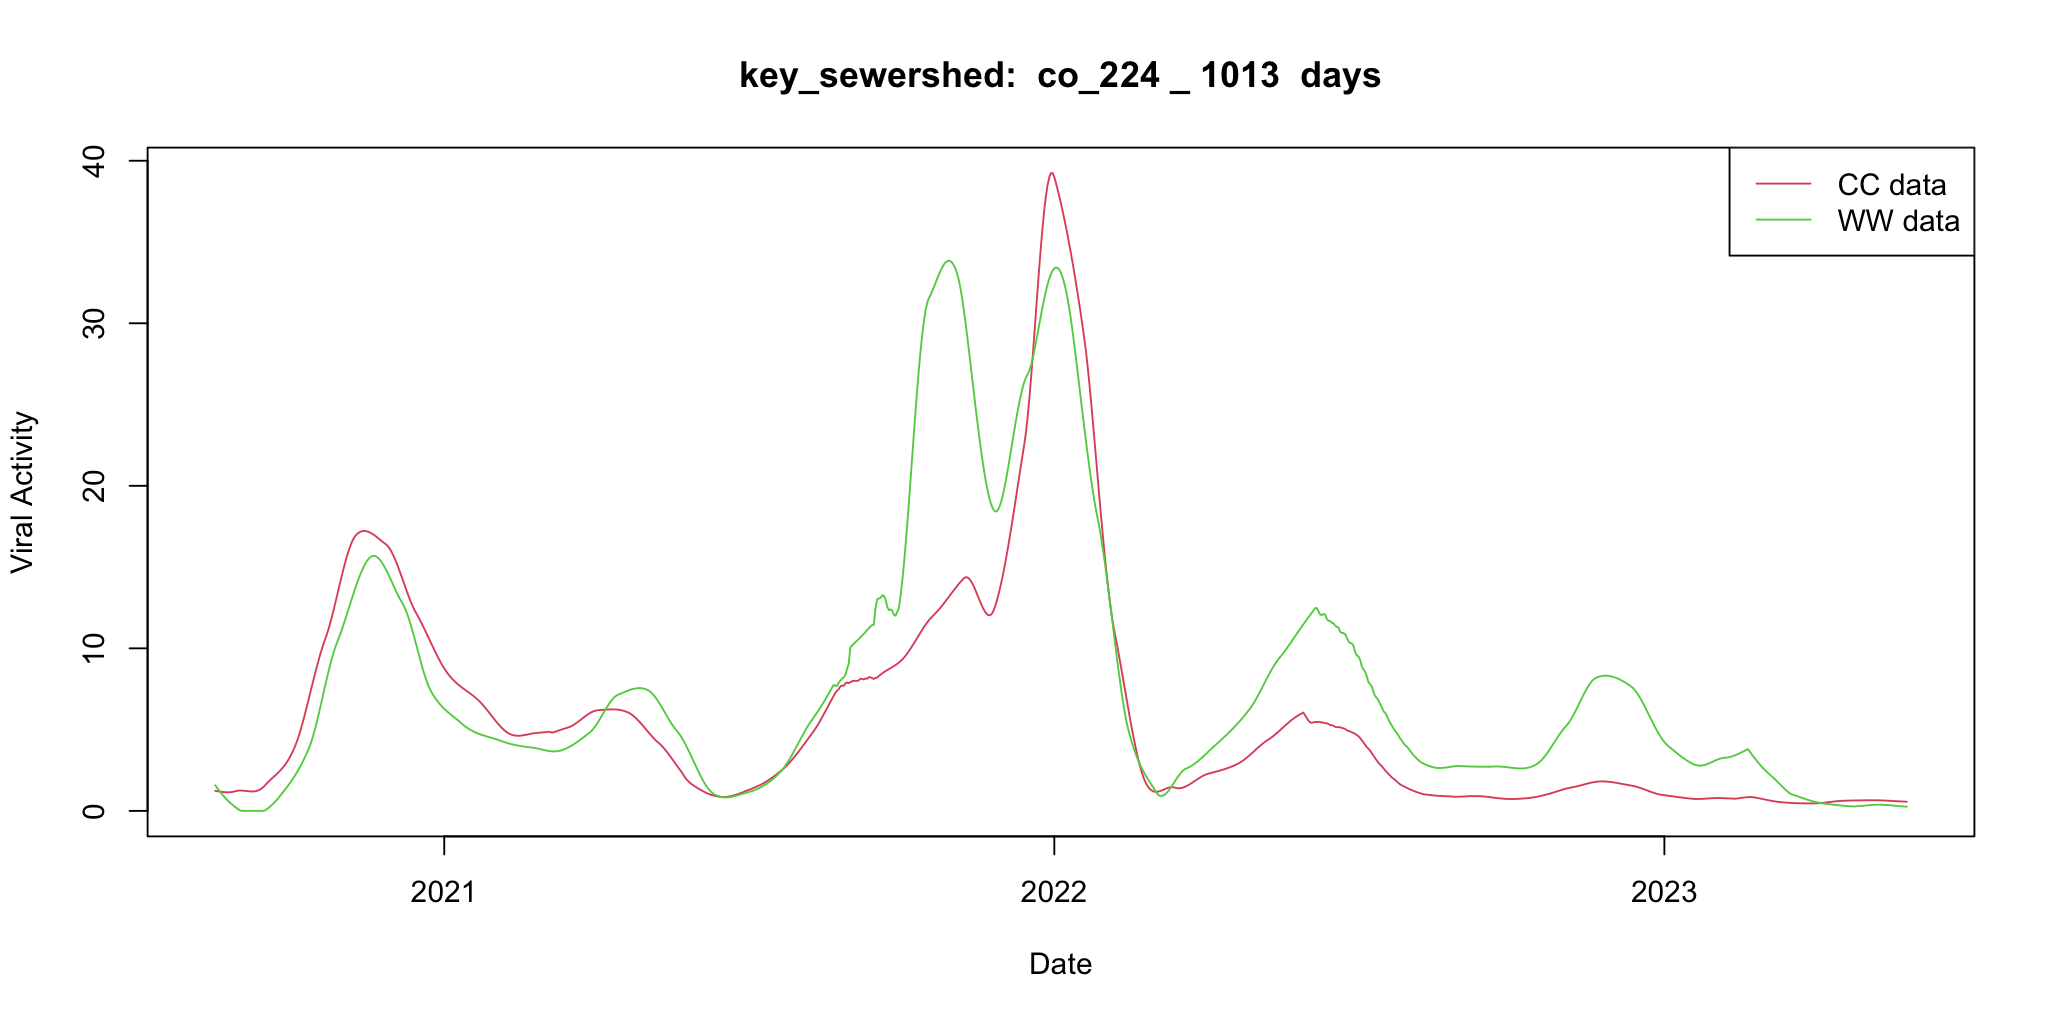 key_sewershed:  co_224 _ 1013  days
CC data
WW data
Viral Activity
40
30
20
10
0
2021
2022
2023
Date